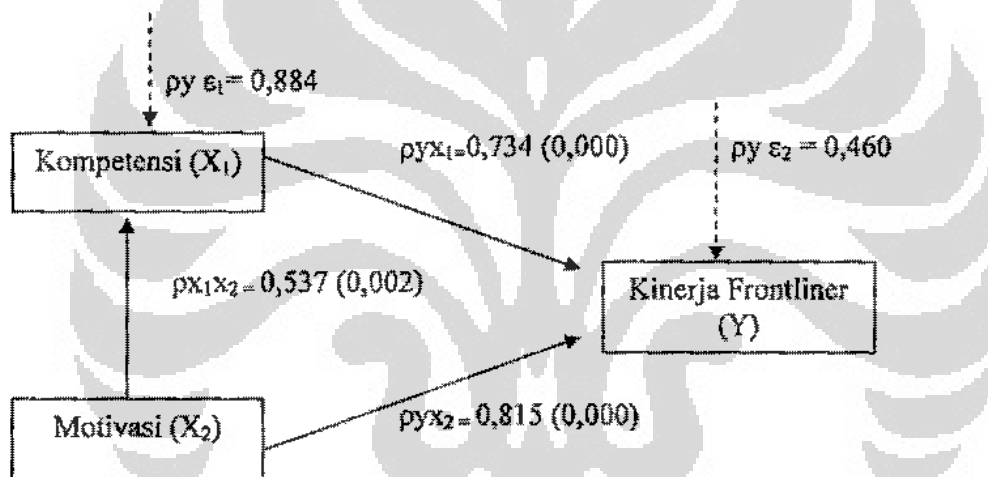 ρy ε₁= 0,884
Kompetensi (X₁)
ρyx₁=0,734 (0,000)
ρy ε₂ = 0,460
ρx₁x₂=0,537 (0,002)
Kinerja Frontliner
(Y)
Motivasi (X₂)
ρyx₂=0,815 (0,000)